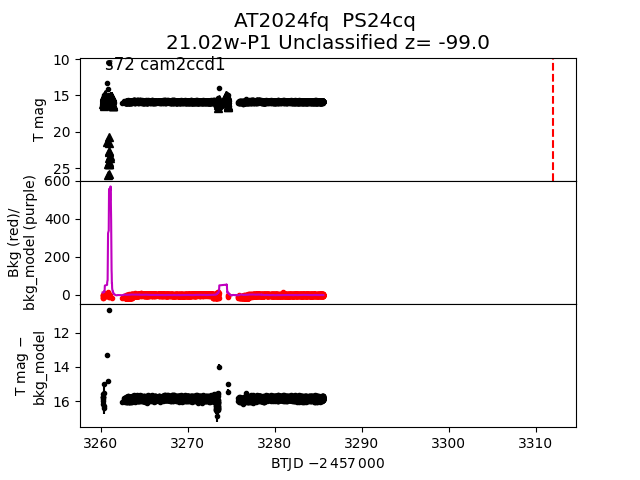 AT2024fq  PS24cq
21.02w-P1 Unclassified z= -99.0
s72 cam2ccd1
10
15
20
25
T mag
600
400
200
0
Bkg (red)/
bkg_model (purple)
12
14
16
T mag −
bkg_model
3260 3270 3280 3290 3300 3310
BTJD −2 457 000